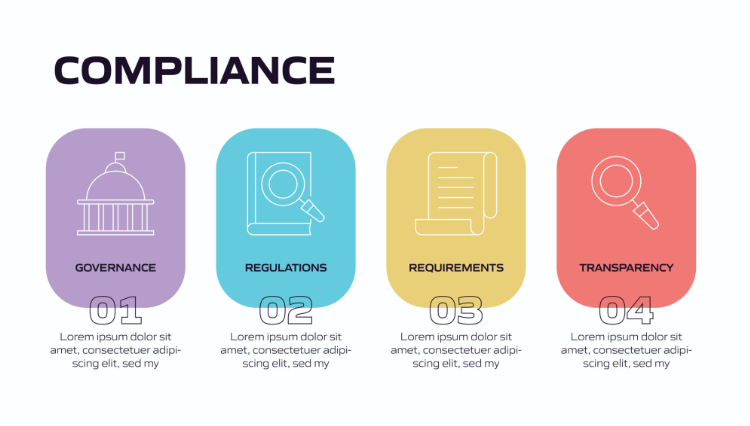 COMPLIANCE
GOVERNANCE
01
Lorem ipsum dolor sit
amet, consectetuer adipi-
scing elit, sed my
REGULATIONS
02
Lorem ipsum dolor sit
amet, consectetuer adipi-
scing elit, sed my
REQUIREMENTS
03
Lorem ipsum dolor sit
amet, consectetuer adipi-
scing elit, sed my
TRANSPARENCY
04
Lorem ipsum dolor sit
amet, consectetuer adipi-
scing elit, sed my